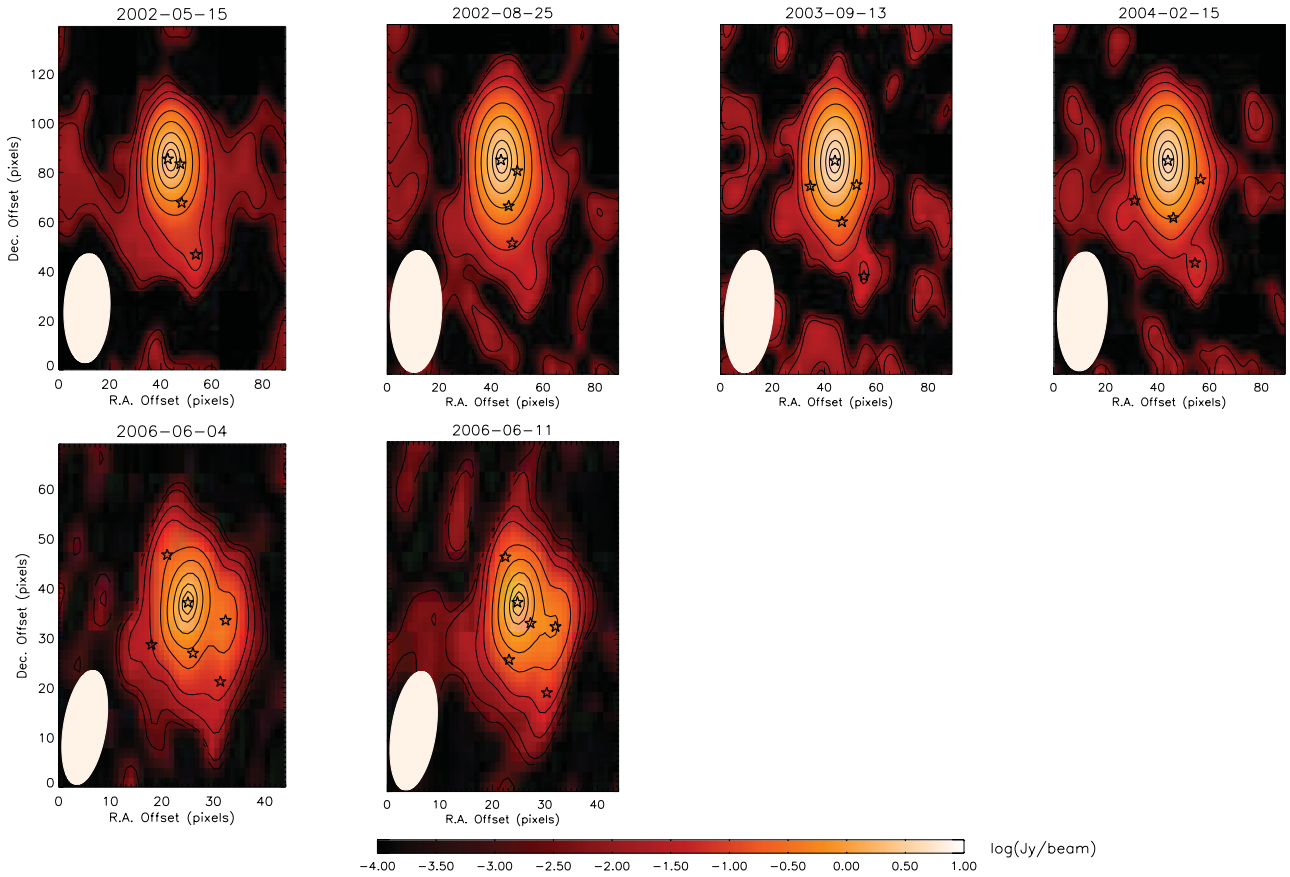 2002-05-15
2002-08-25
2003-09-13
2004-02-15
Dec. Offset (pixels)
120
100
80
60
40
20
0
0 20 40 60 80
0 20 40 60 80
0 20 40 60 80
0 20 40 60 80
R.A. Offset (pixels)
R.A. Offset (pixels)
R.A. Offset (pixels)
R.A. Offset (pixels)
2006-06-04
2006-06-11
Dec. Offset (pixels)
60
50
40
30
20
10
0
0 10 20 30 40
0 10 20 30 40
R.A. Offset (pixels)
R.A. Offset (pixels)
log(Jy/beam)
-4.00 -3.50 -3.00 -2.50 -2.00 -1.50 -1.00 -0.50 0.00 0.50 1.00